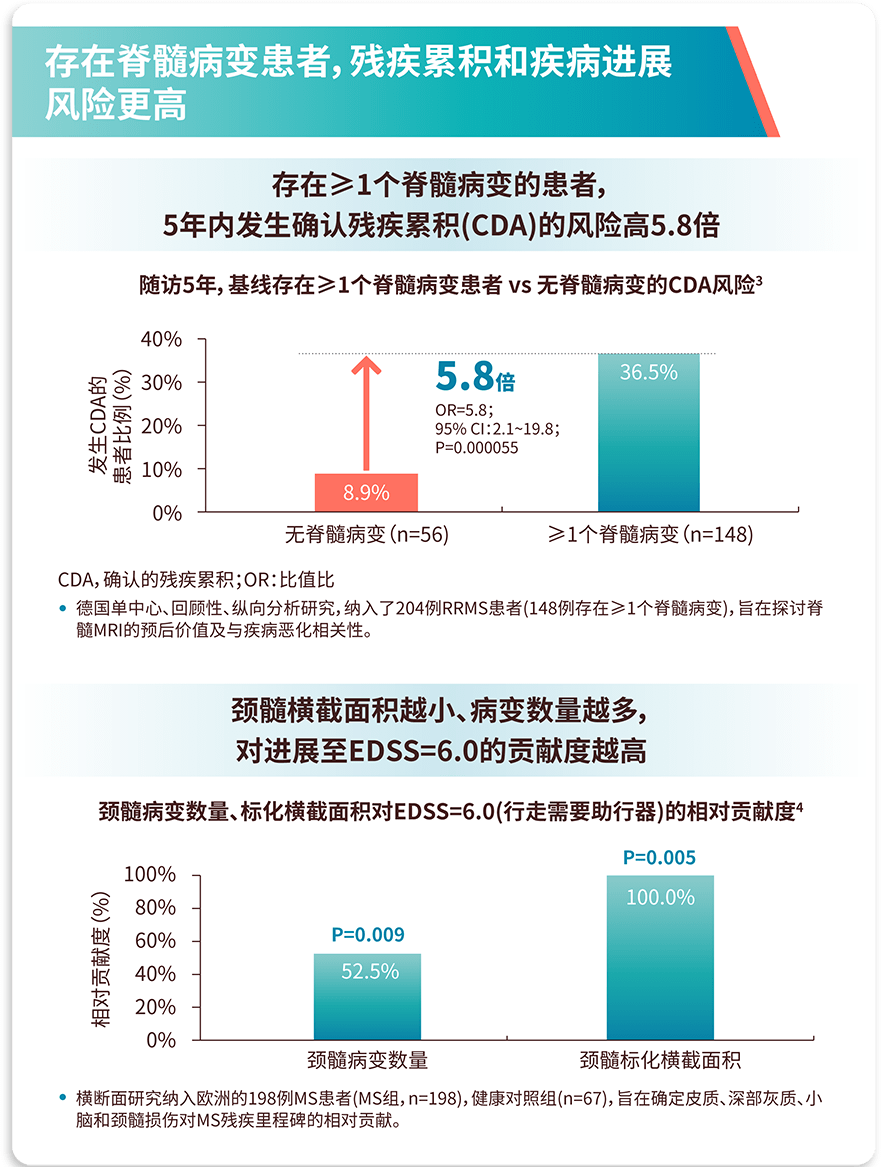 存在脊髓病变患者，残疾累积和疾病进展
风险更高
存在≥1个脊髓病变的患者，
5年内发生确认残疾累积(CDA)的风险高5.8倍
随访5年，基线存在≥1个脊髓病变患者 vs 无脊髓病变的CDA风险³
发生CDA的
患者比例(%)
40%
30%
20%
10%
0%
8.9%
5.8倍
OR=5.8；
95% CI：2.1~19.8；
P=0.000055
36.5%
无脊髓病变（n=56)
≥1个脊髓病变（n=148)
CDA，确认的残疾累积；OR：比值比
• 德国单中心、回顾性、纵向分析研究，纳入了204例RRMS患者(148例存在≥1个脊髓病变)，旨在探讨脊
髓MRI的预后价值及与疾病恶化相关性。
颈髓横截面积越小、病变数量越多，
对进展至EDSS=6.0的贡献度越高
颈髓病变数量、标化横截面积对EDSS=6.0(行走需要助行器)的相对贡献度⁴
相对贡献度(%)
100%
80%
60%
40%
20%
0%
P=0.009
52.5%
P=0.005
100.0%
颈髓病变数量
颈髓标化横截面积
• 横断面研究纳入欧洲的198例MS患者(MS组，n=198)，健康对照组(n=67)，旨在确定皮质、深部灰质、小
脑和颈髓损伤对MS残疾里程碑的相对贡献。